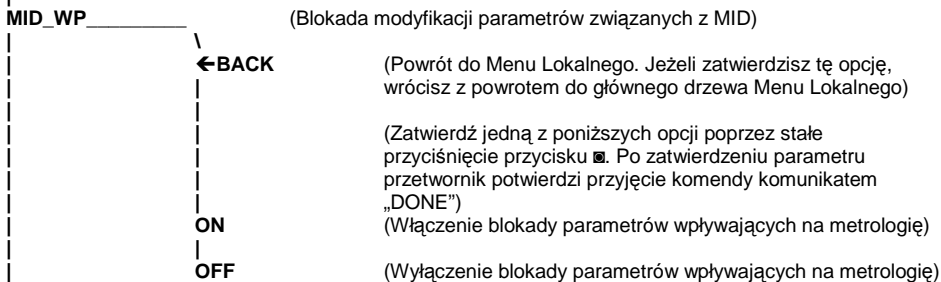 MID_WP_________ (Blokada modyfikacji parametrów związanych z MID)
| \
| ←BACK (Powrót do Menu Lokalnego. Jeżeli zatwierdzisz tę opcję,
| | wrócisz z powrotem do głównego drzewa Menu Lokalnego)
| |
| | (Zatwierdź jedną z poniższych opcji poprzez stałe
| | przyciśnięcie przycisku ◙. Po zatwierdzeniu parametru
| | przetwornik potwierdzi przyjęcie komendy komunikatem
| | „DONE”)
| ON (Włączenie blokady parametrów wpływających na metrologię)
| |
| OFF (Wyłączenie blokady parametrów wpływających na metrologię)